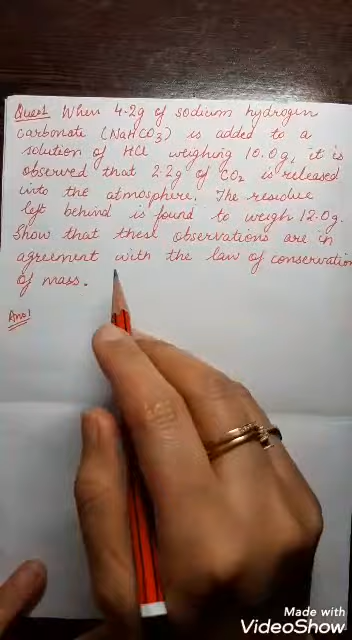 Ques1 When 4.2g of sodium hydrogen
carbonate (NaHCO3) is added to a
solution of HCl weighing 10.0g, it is
observed that 2.2g of CO2 is released
into the atmosphere. The residue
left behind is found to weigh 12.0g.
Show that these observations are in
agreement with the law of conservation
of mass.
Ans1
Made with
VideoShow